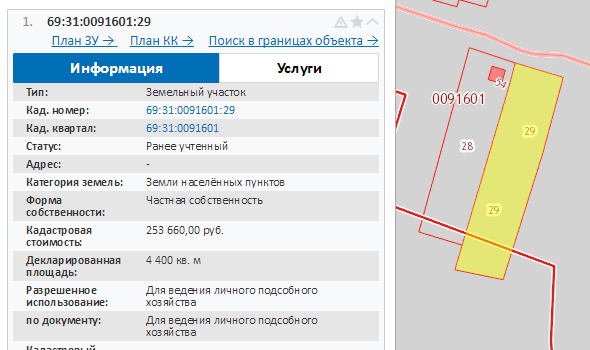 1. 69:31:0091601:29
План ЗУ → План КК → Поиск в границах объекта →
Информация Услуги
Тип: Земельный участок
Кад. номер: 69:31:0091601:29
Кад. квартал: 69:31:0091601
Статус: Ранее учтенный
Адрес: -
Категория земель: Земли населённых пунктов
Форма Частная собственность
собственности:
Кадастровая 253 660,00 руб.
стоимость:
Декларированная 4 400 кв. м
площадь:
Разрешенное Для ведения личного подсобного
использование: хозяйства
по документу: Для ведения личного подсобного
хозяйства
Кадастровый
54
0091601
29
28
29